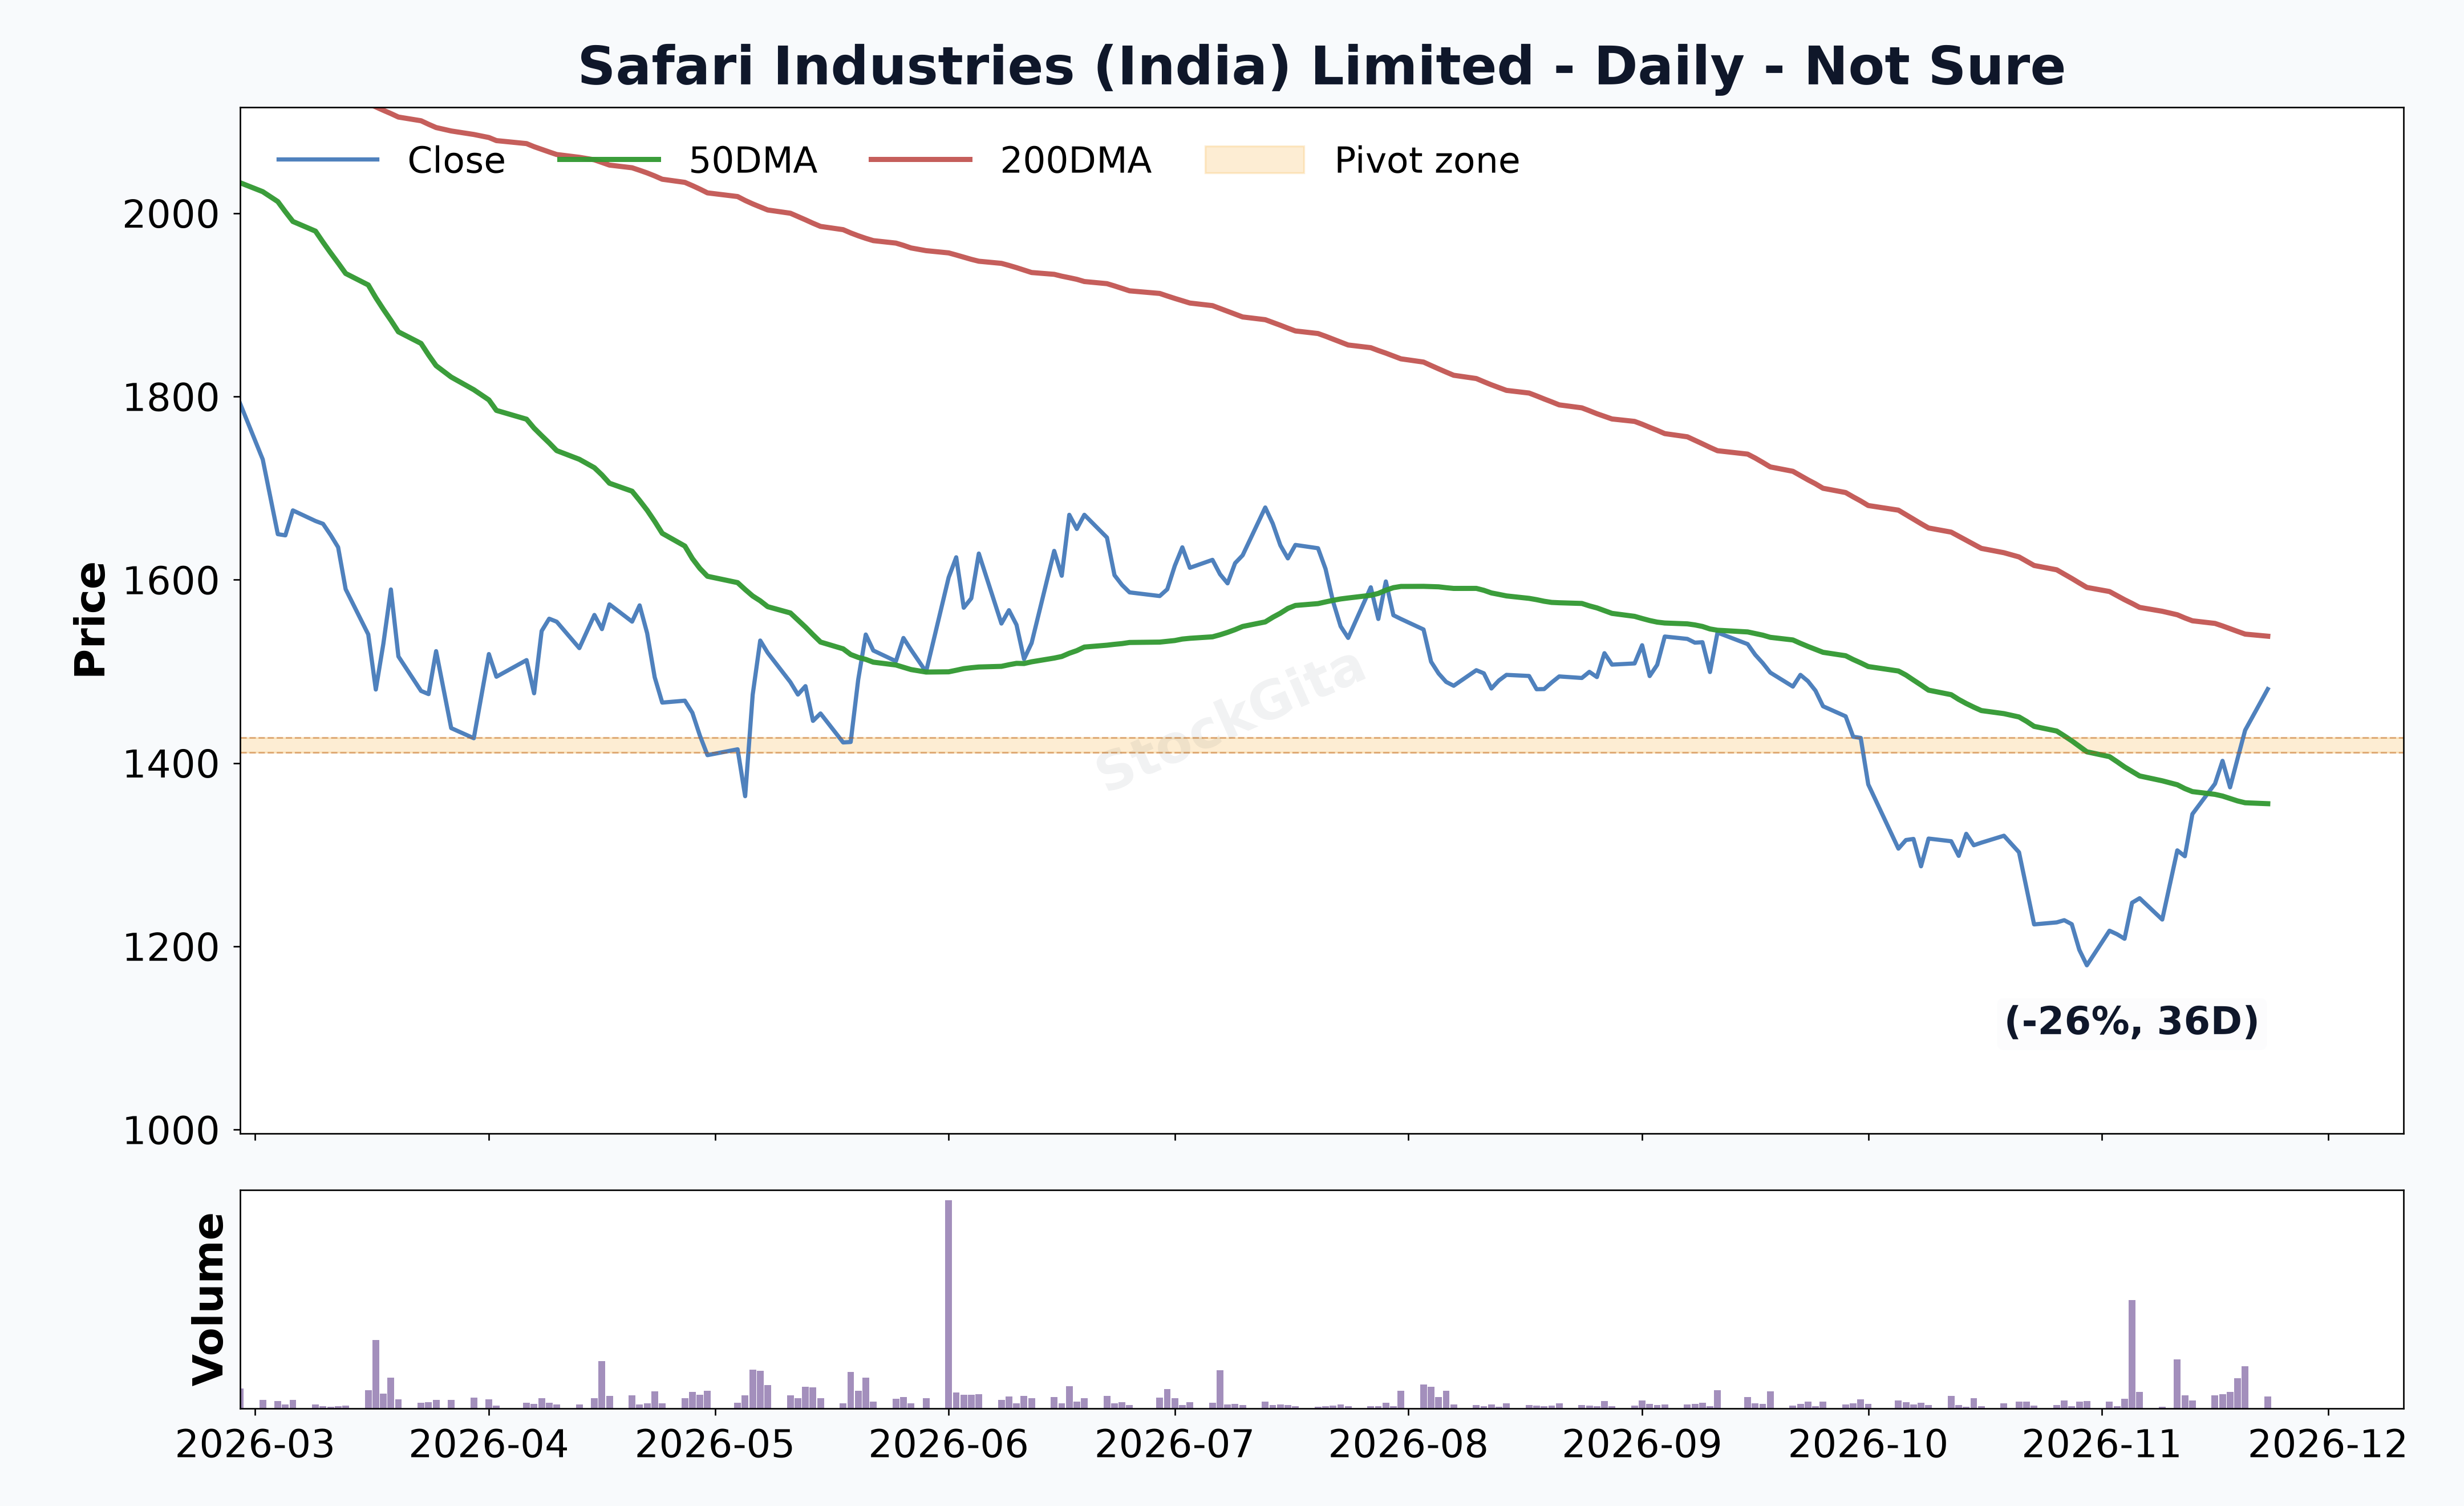 Safari Industries (India) Limited - Daily - Not Sure
Close 50DMA 200DMA Pivot zone
Price
2000
1800
1600
1400
1200
1000
StockGita
(-26%, 36D)
Volume
2026-03 2026-04 2026-05 2026-06 2026-07 2026-08 2026-09 2026-10 2026-11 2026-12